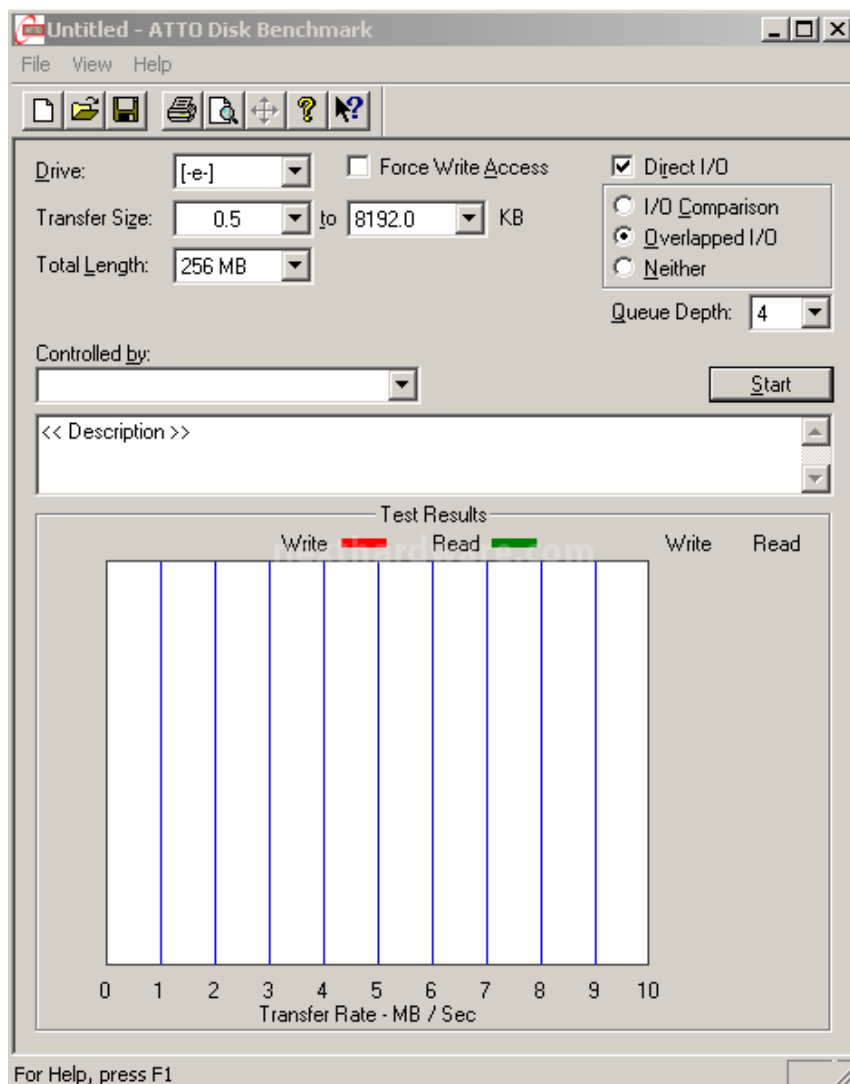 Untitled - ATTO Disk Benchmark
File View Help
Drive: [-e-] Force Write Access Direct I/O
Transfer Size: 0.5 to 8192.0 KB I/O Comparison
Overlapped I/O
Total Length: 256 MB Neither
Queue Depth: 4
Controlled by:
Start
<< Description >>
Test Results
Write Read Write Read
nexthardware.com
0 1 2 3 4 5 6 7 8 9 10
Transfer Rate - MB / Sec
For Help, press F1